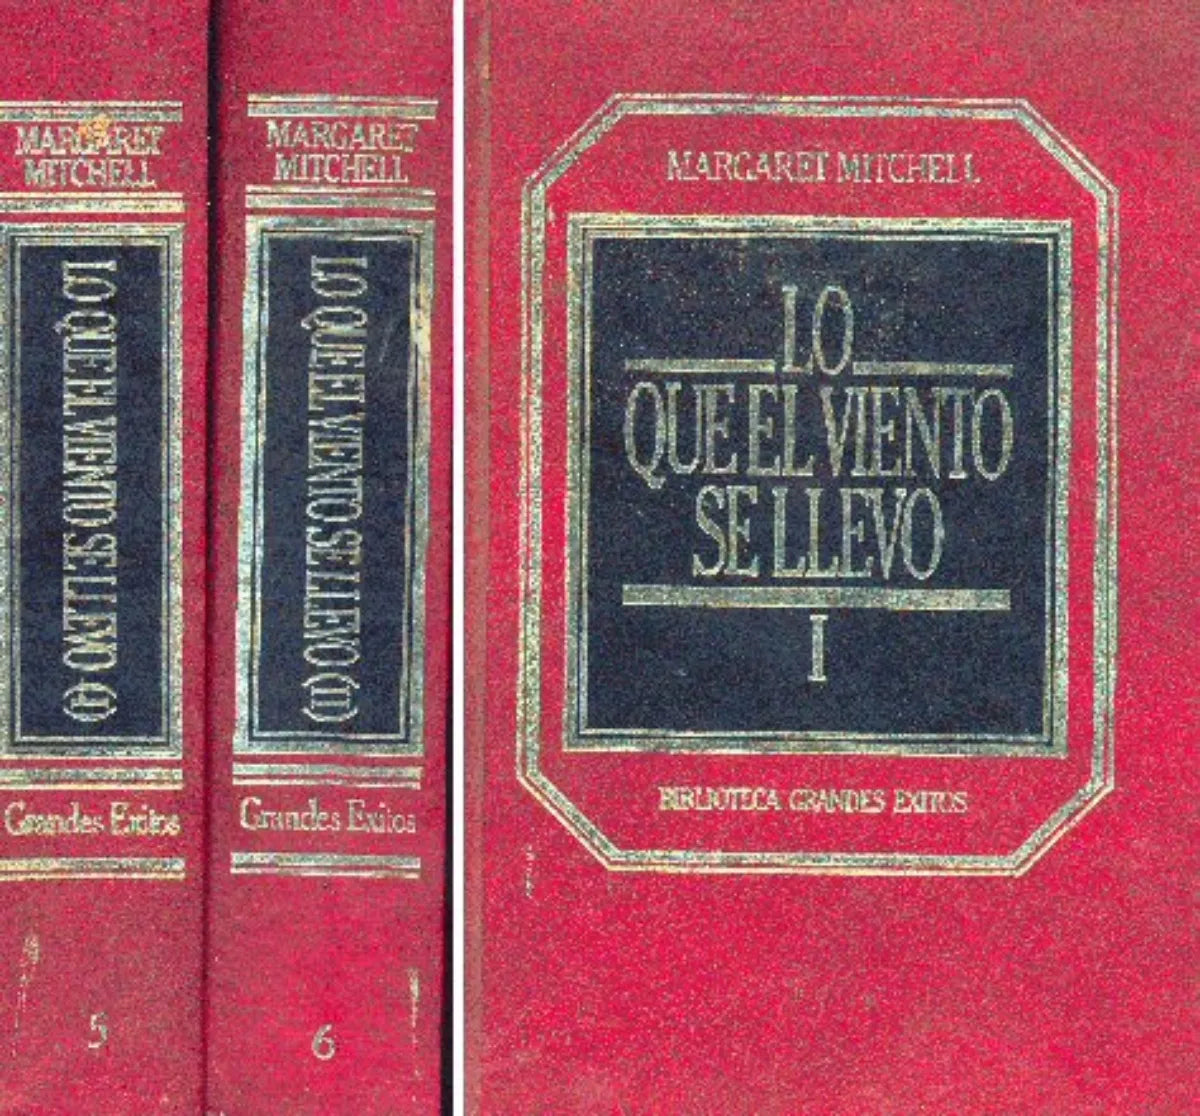 MARGARET
MITCHELL
LO QUE EL VIENTO SE LLEVO (I)
Grandes Exitos
5
MARGARET
MITCHELL
LO QUE EL VIENTO SE LLEVO (II)
Grandes Exitos
6
MARGARET MITCHELL
LO
QUE EL VIENTO
SE LLEVO
I
BIBLIOTECA GRANDES EXITOS